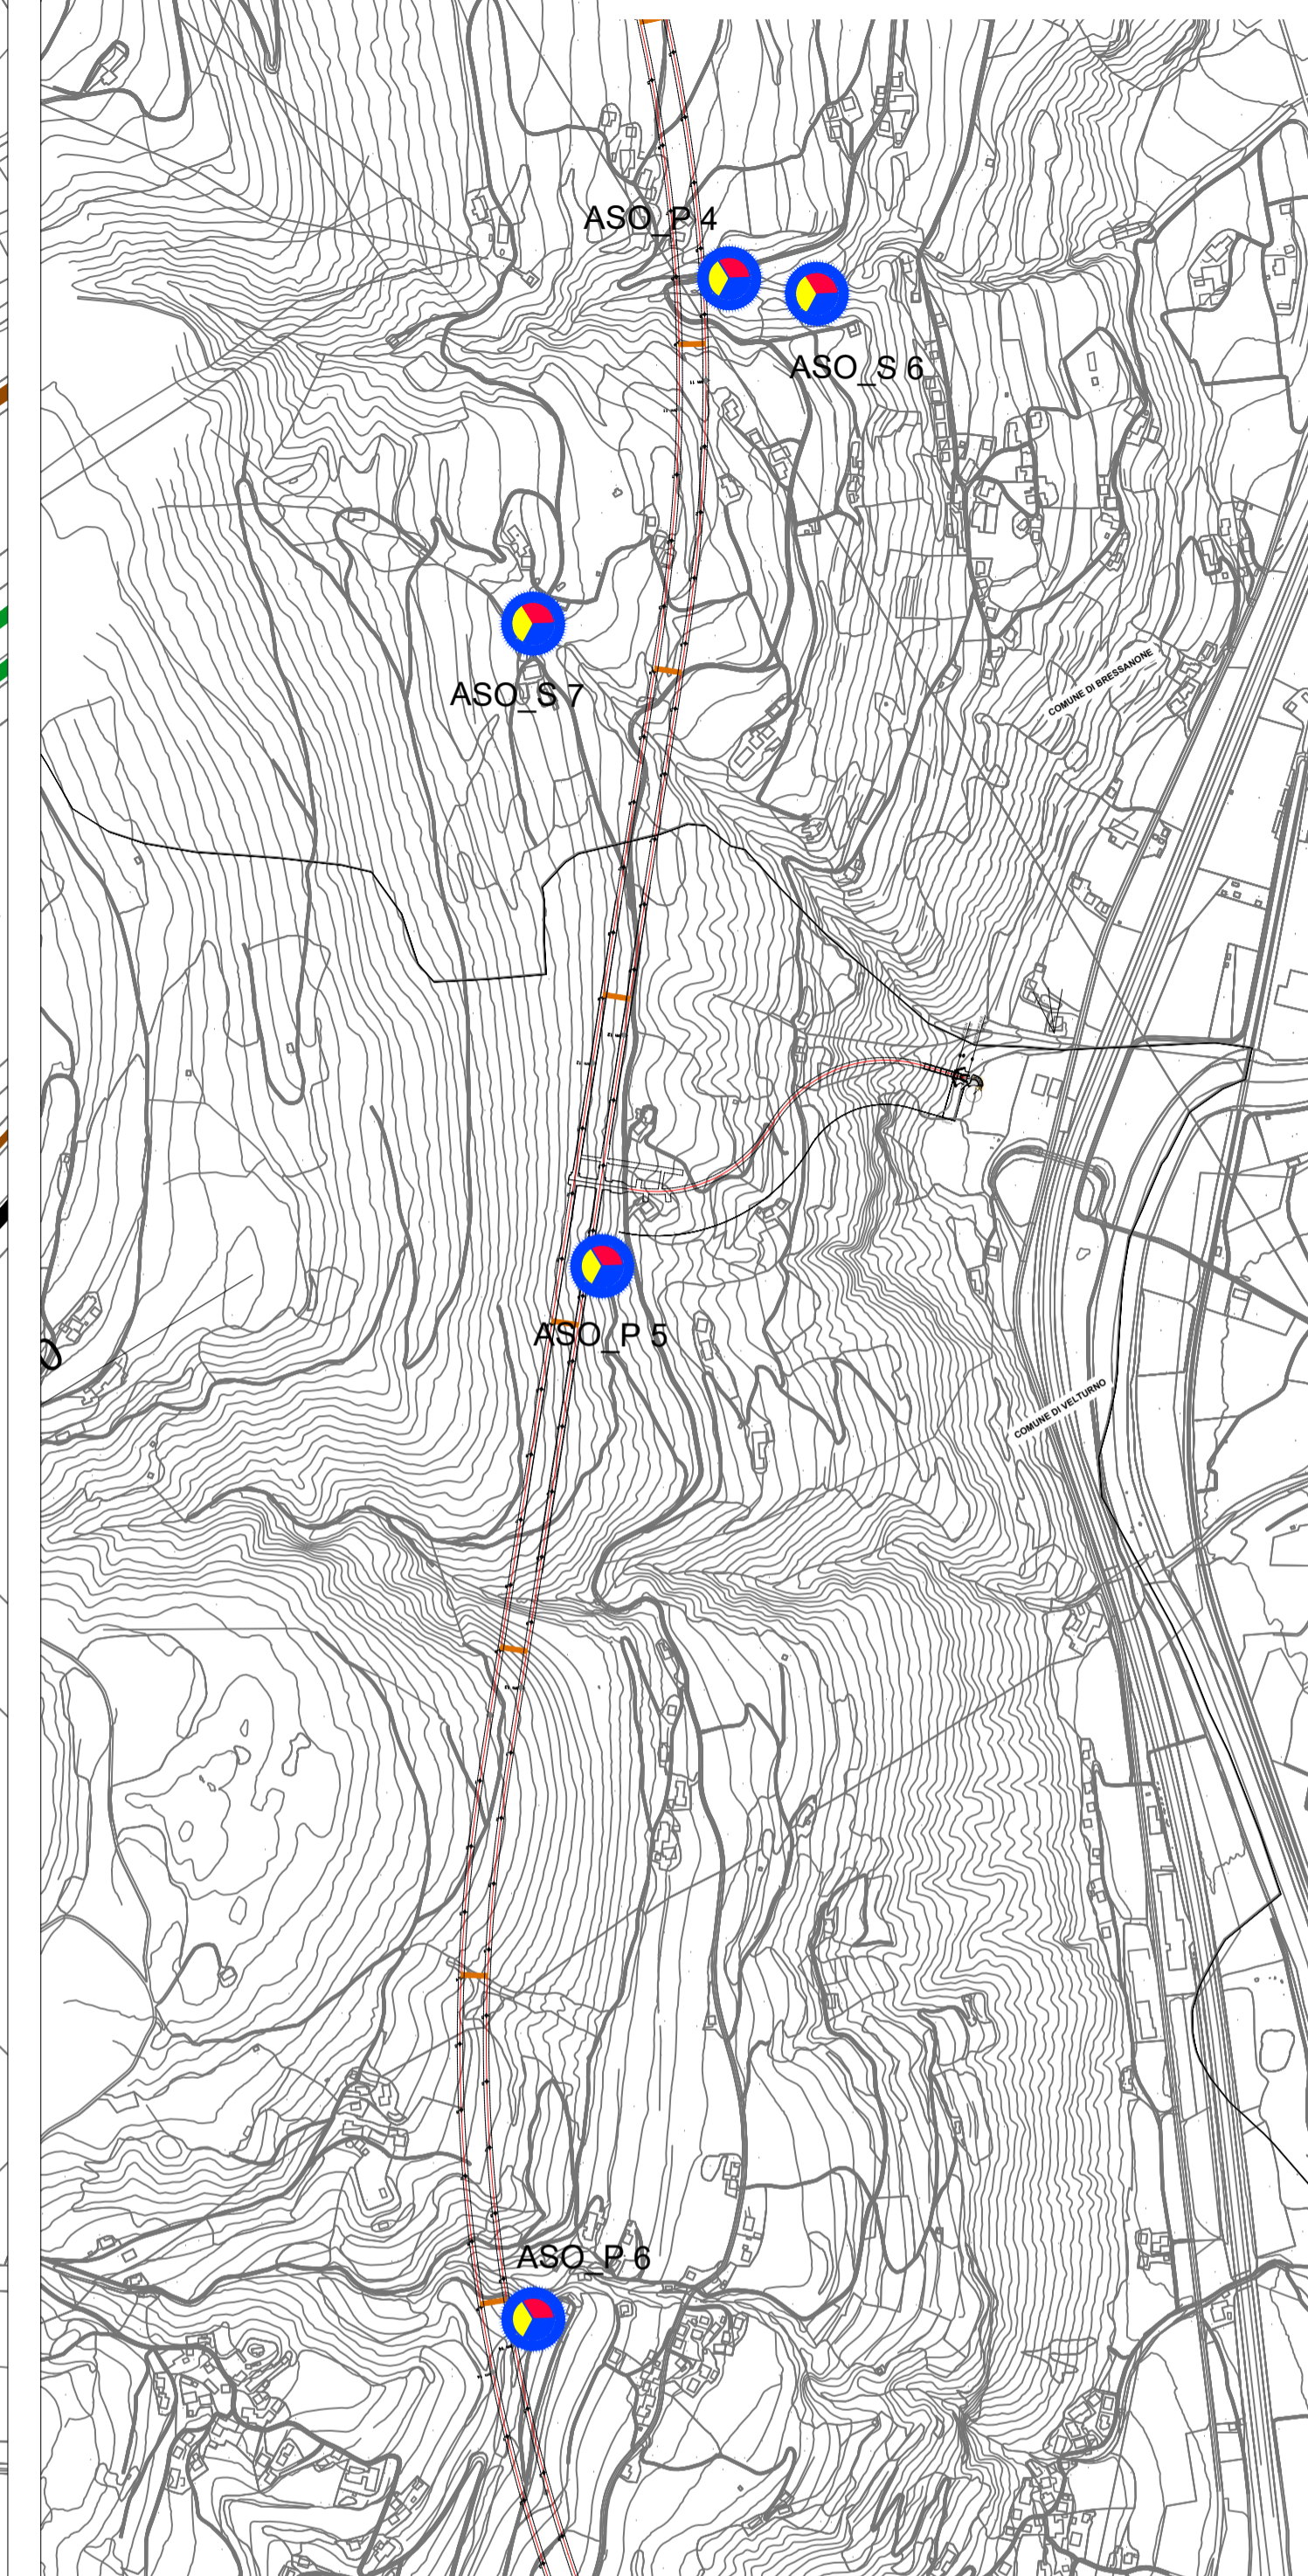 ASO_P 4
ASO_S 6
COMUNE DI BRESSANONE
ASO_S 7
ASO_P 5
COMUNE DI VELTURNO
ASO_P 6